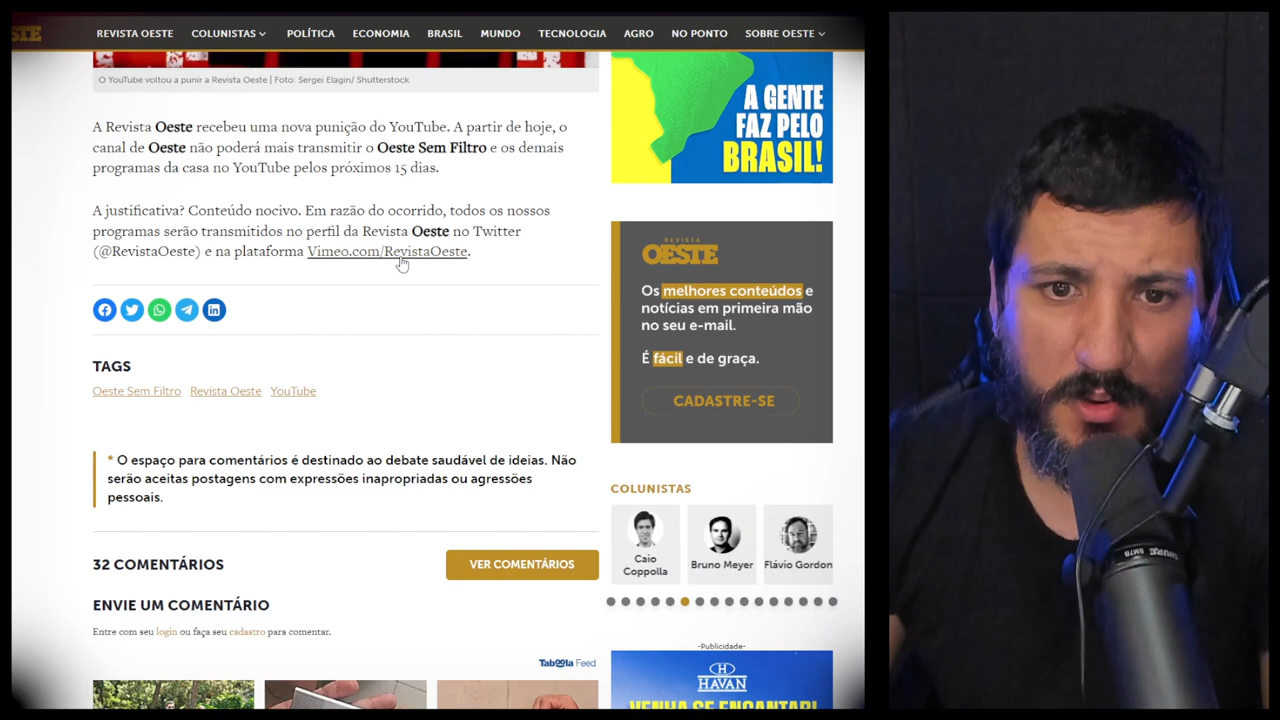 ESTE
REVISTA OESTE
COLUNISTAS
POLÍTICA
ECONOMIA
BRASIL
MUNDO
TECNOLOGIA
AGRO
NO PONTO
SOBRE OESTE
O YouTube voltou a punir a Revista Oeste | Foto: Sergei Elagin/ Shutterstock
A Revista Oeste recebeu uma nova punição do YouTube. A partir de hoje, o
canal de Oeste não poderá mais transmitir o Oeste Sem Filtro e os demais
programas da casa no YouTube pelos próximos 15 dias.
A justificativa? Conteúdo nocivo. Em razão do ocorrido, todos os nossos
programas serão transmitidos no perfil da Revista Oeste no Twitter
(@RevistaOeste) e na plataforma Vimeo.com/RevistaOeste.
TAGS
Oeste Sem Filtro Revista Oeste YouTube
* O espaço para comentários é destinado ao debate saudável de ideias. Não
serão aceitas postagens com expressões inapropriadas ou agressões
pessoais.
32 COMENTÁRIOS
VER COMENTÁRIOS
ENVIE UM COMENTÁRIO
Entre com seu login ou faça seu cadastro para comentar.
Taboola Feed
A GENTE
FAZ PELO
BRASIL!
REVISTA
OESTE
Os melhores conteúdos e
notícias em primeira mão
no seu e-mail.
É fácil e de graça.
CADASTRE-SE
COLUNISTAS
Caio
Coppolla
Bruno Meyer
Flávio Gordon
-Publicidade-
H
HAVAN
VENHA SE ENCANTAR!
SHURE SM7B